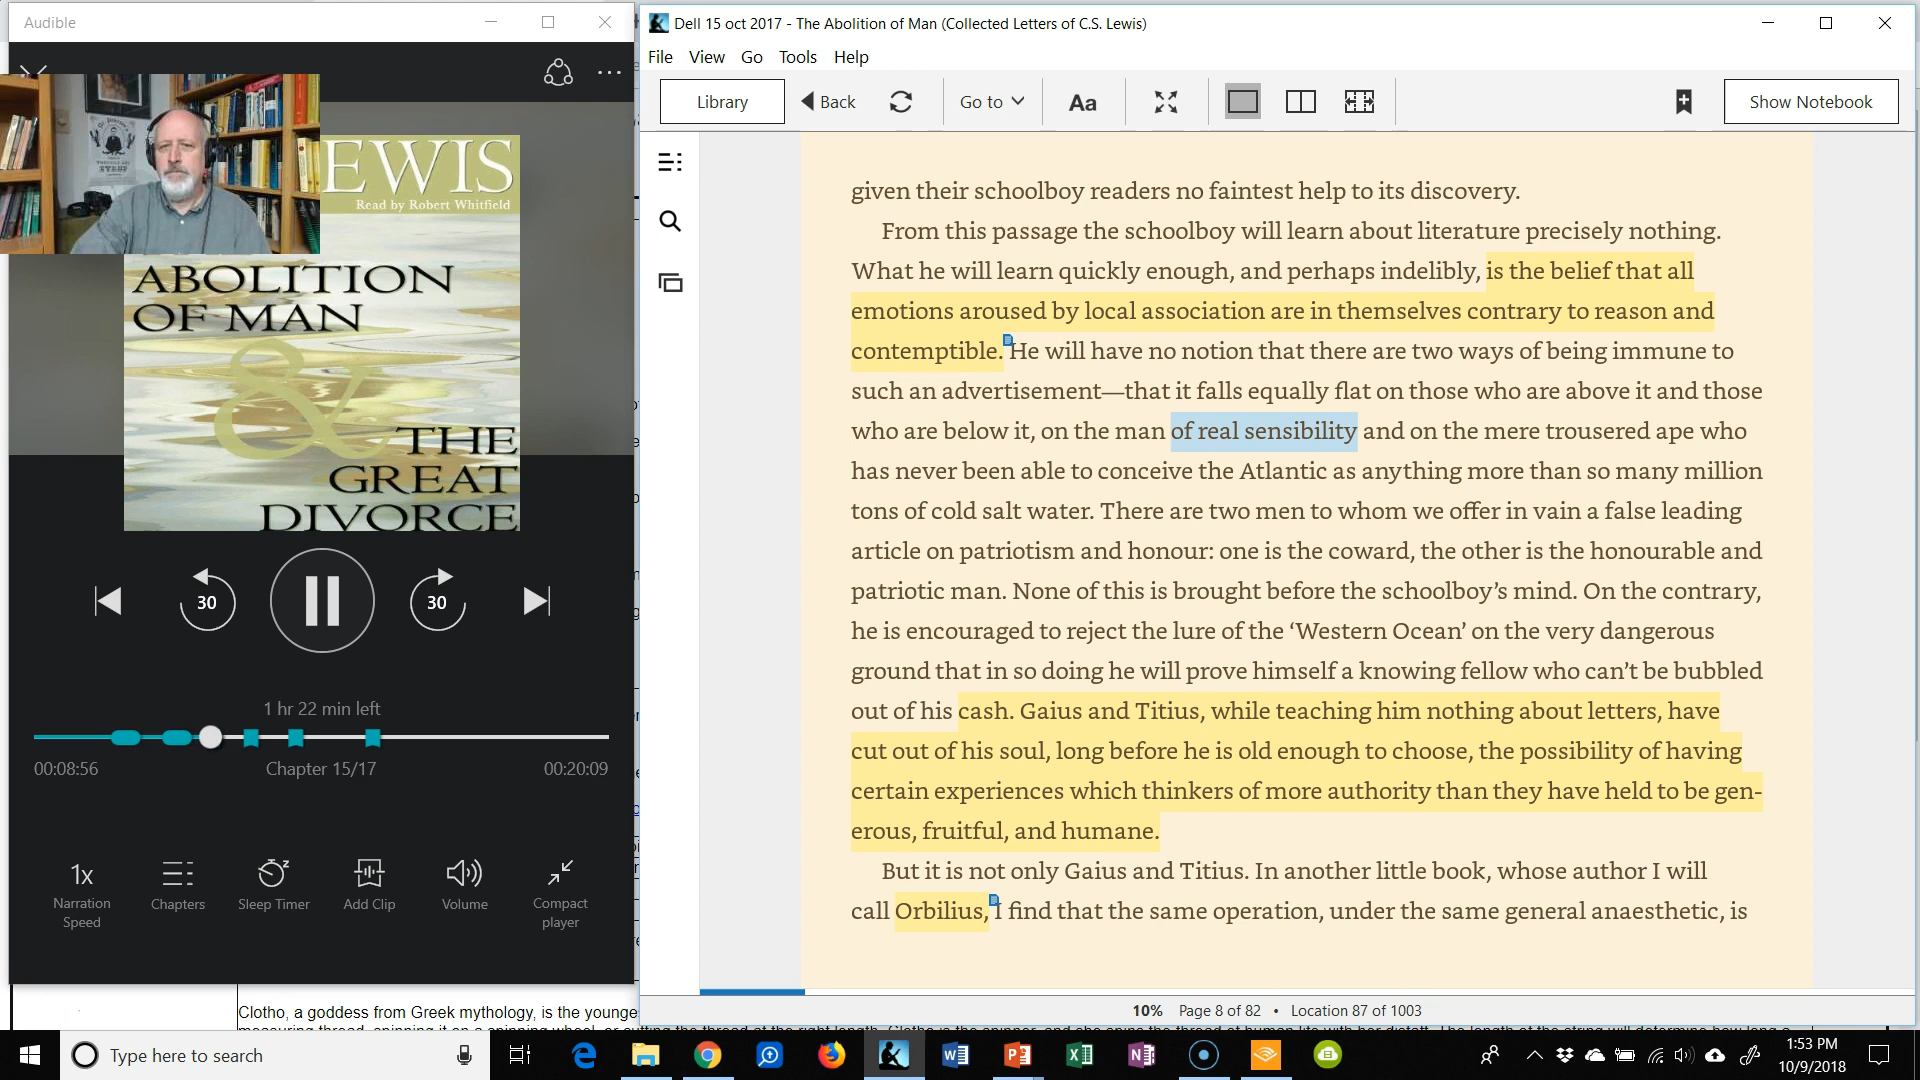 Audible
EWIS
Read by Robert Whitfield
ABOLITION
OF MAN
&
THE
GREAT
DIVORCE
30
30
1 hr 22 min left
00:08:56
Chapter 15/17
00:20:09
1x
Narration
Speed
Chapters
Sleep Timer
Add Clip
Volume
Compact
player
Dell 15 oct 2017 - The Abolition of Man (Collected Letters of C.S. Lewis)
File View Go Tools Help
Library
Back
Go to
Aa
Show Notebook
given their schoolboy readers no faintest help to its discovery.
From this passage the schoolboy will learn about literature precisely nothing.
What he will learn quickly enough, and perhaps indelibly, is the belief that all
emotions aroused by local association are in themselves contrary to reason and
contemptible. He will have no notion that there are two ways of being immune to
such an advertisement—that it falls equally flat on those who are above it and those
who are below it, on the man of real sensibility and on the mere trousered ape who
has never been able to conceive the Atlantic as anything more than so many million
tons of cold salt water. There are two men to whom we offer in vain a false leading
article on patriotism and honour: one is the coward, the other is the honourable and
patriotic man. None of this is brought before the schoolboy’s mind. On the contrary,
he is encouraged to reject the lure of the ‘Western Ocean’ on the very dangerous
ground that in so doing he will prove himself a knowing fellow who can’t be bubbled
out of his cash. Gaius and Titius, while teaching him nothing about letters, have
cut out of his soul, long before he is old enough to choose, the possibility of having
certain experiences which thinkers of more authority than they have held to be gen-
erous, fruitful, and humane.
But it is not only Gaius and Titius. In another little book, whose author I will
call Orbilius, I find that the same operation, under the same general anaesthetic, is
10% Page 8 of 82 • Location 87 of 1003
Clotho, a goddess from Greek mythology, is the younge
Type here to search
1:53 PM
10/9/2018